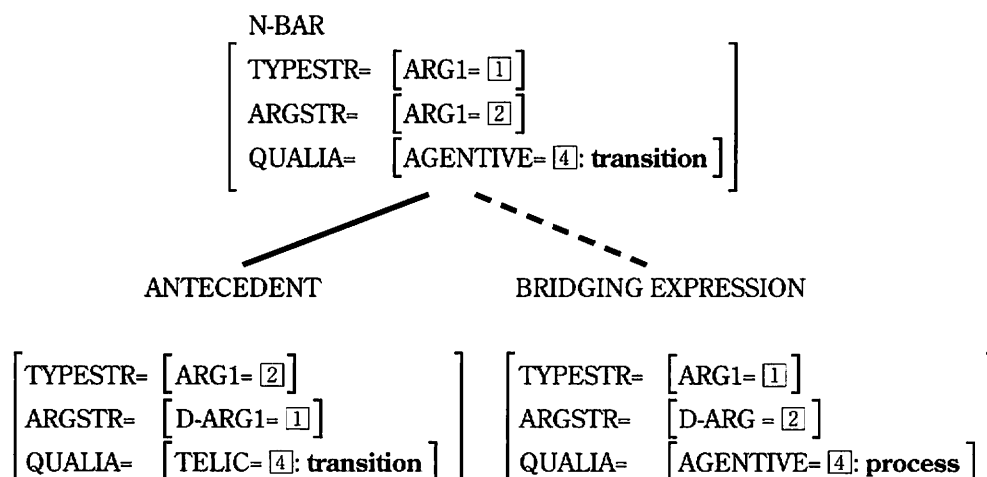 N-BAR
TYPESTR= [ARG1= 1]
ARGSTR= [ARG1= 2]
QUALIA= [AGENTIVE= 4: transition]
ANTECEDENT BRIDGING EXPRESSION
TYPESTR= [ARG1= 2] TYPESTR= [ARG1= 1]
ARGSTR= [D-ARG1= 1] ARGSTR= [D-ARG = 2]
QUALIA= [TELIC= 4: transition] QUALIA= [AGENTIVE= 4: process]